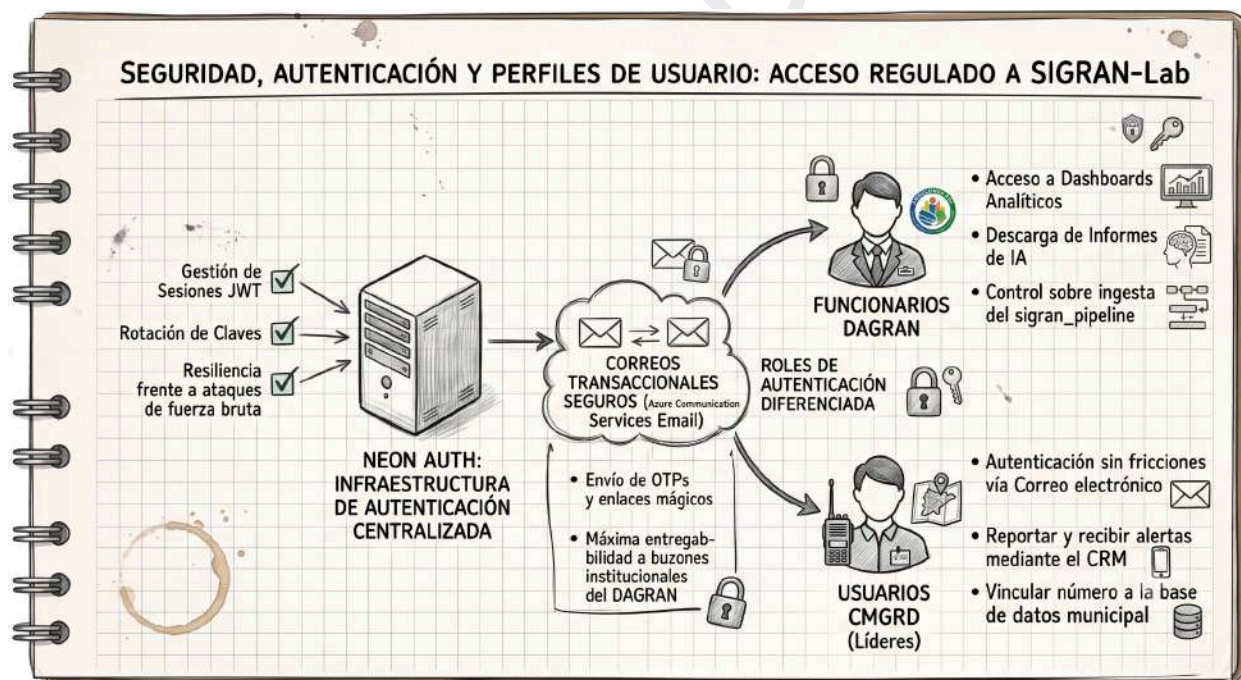 SEGURIDAD, AUTENTICACIÓN Y PERFILES DE USUARIO: ACCESO REGULADO A SIGRAN-Lab
Gestión de
Sesiones JWT
Rotación de Claves
Resiliencia
frente a ataques
de fuerza bruta
NEON AUTH:
INFRAESTRUCTURA
DE AUTENTICACIÓN
CENTRALIZADA
CORREOS
TRANSACCIONALES
SEGUROS (Azure Communication
Services Email)
• Envío de OTPs
y enlaces mágicos
• Máxima entregab-
bilidad a buzones
institucionales
del DAGRAN
ROLES DE
AUTENTICACIÓN
DIFERENCIADA
FUNCIONARIOS
DAGRAN
• Acceso a Dashboards
Analíticos
• Descarga de Informes
de IA
• Control sobre ingesta
del sigran_pipeline
USUARIOS
CMGRD
(Líderes)
• Autenticación sin fricciones
vía Correo electrónico
• Reportar y recibir alertas
mediante el CRM
• Vincular número a la base
de datos municipal